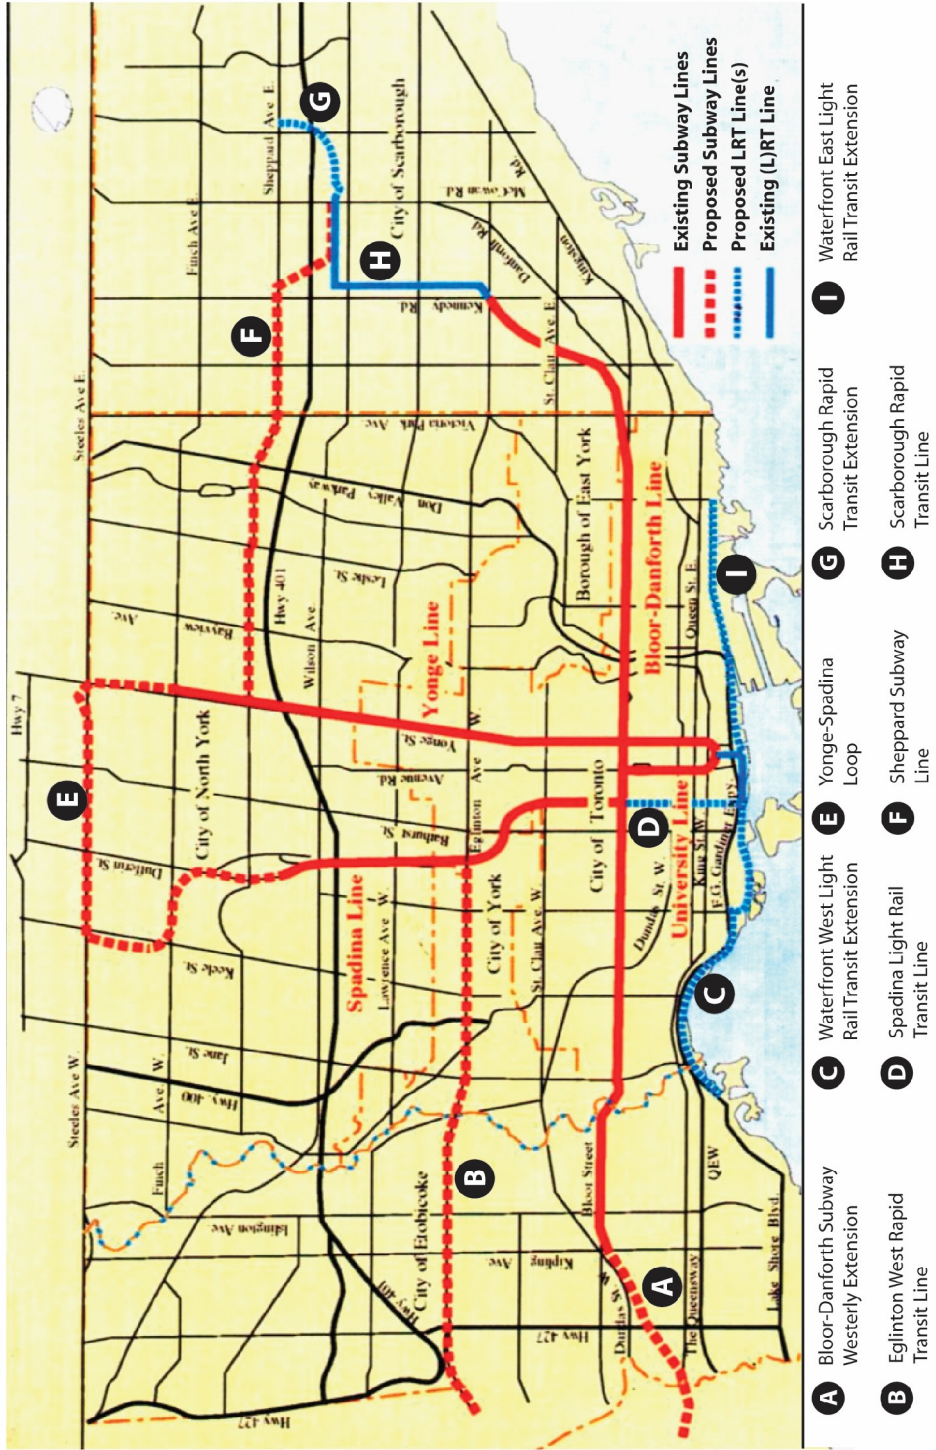 Hwy 7
Steeles Ave W.
Steeles Ave E.
E
Finch
Ave. W.
Finch Ave E.
Sheppard Ave E.
Hwy 427
Islington Ave
Hwy. 400
Jane St.
Keele St.
Dufferin St.
City of North York
Bayview
Ave.
F
G
Hwy 401
Hwy 401
Wilson Ave.
Leslie St.
Don
Valley Parkway
Victoria Park
Ave.
City of Scarborough
H
City of Etobicoke
B
Spadina Line
Lawrence Ave W.
Bathurst St.
Avenue Rd.
Yonge St.
Yonge Line
Kennedy
Rd
McCowan Rd.
Rd.
Danforth Rd
Kingston
Eglinton
Ave
W.
City of York
St. Clair Ave. W.
St. Clair Ave. E.
Kipling
Ave.
Bloor Street
City of Toronto
Borough of East York
Bloor-Danforth Line
Hwy 427
Dundas St. W
A
The Queensway
QEW
Lake Shore Blvd.
C
Dundas St. W
University Line
King St W
F.G. Gardiner Expy.
D
Queen St. E.
I
Existing Subway Lines
Proposed Subway Lines
Proposed LRT Line(s)
Existing (L)RT Line
A Bloor-Danforth Subway
Westerly Extension
B Eglinton West Rapid
Transit Line
C Waterfront West Light
Rail Transit Extension
D Spadina Light Rail
Transit Line
E Yonge-Spadina
Loop
F Sheppard Subway
Line
G Scarborough Rapid
Transit Extension
H Scarborough Rapid
Transit Line
I Waterfront East Light
Rail Transit Extension